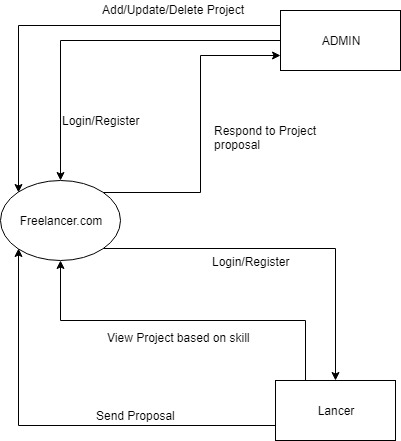 Add/Update/Delete Project
ADMIN
Login/Register
Respond to Project
proposal
Freelancer.com
Login/Register
View Project based on skill
Lancer
Send Proposal